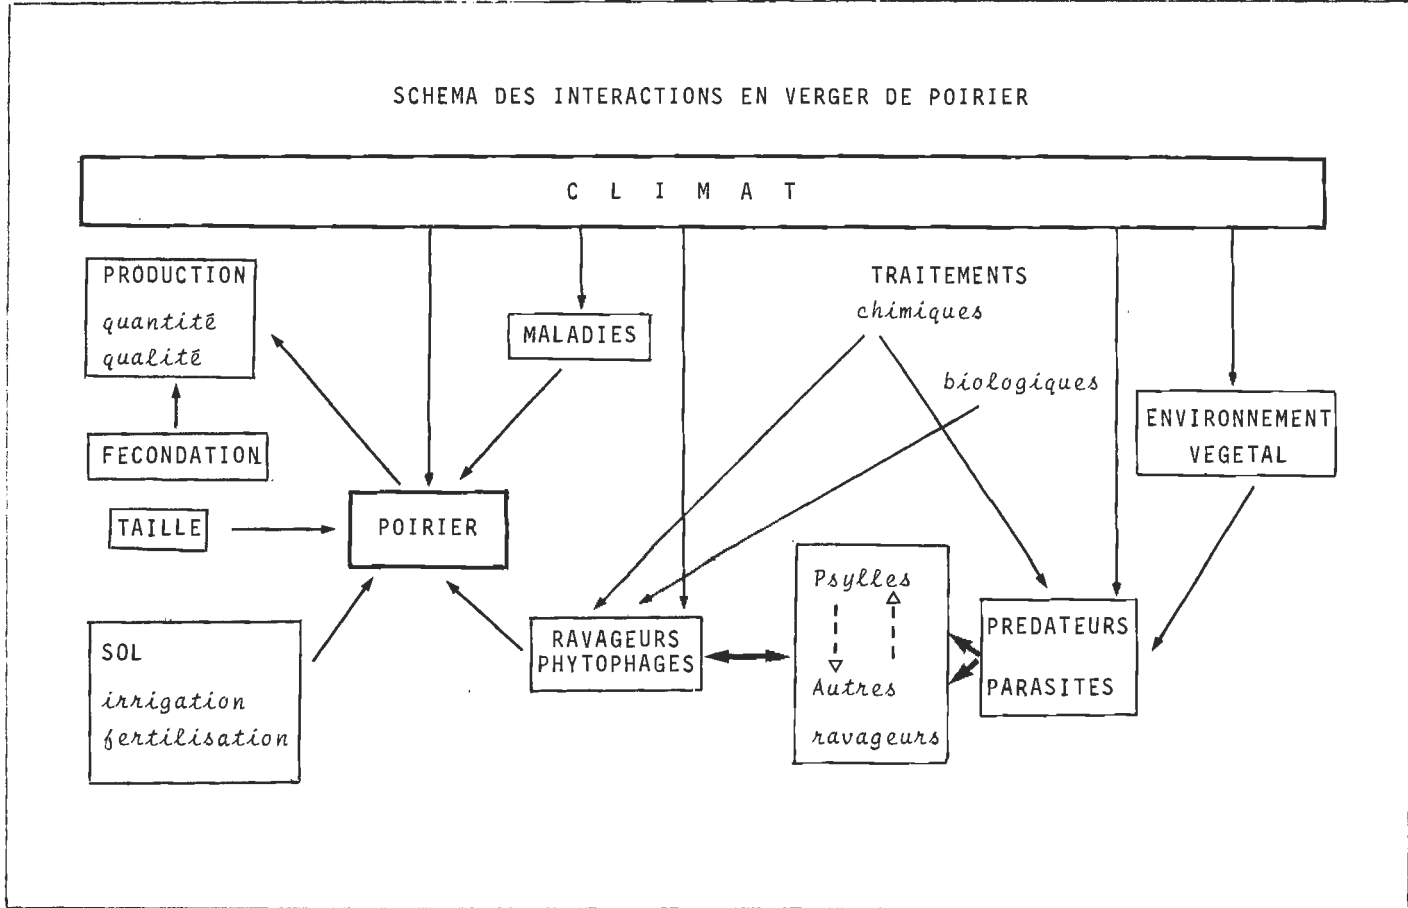 SCHEMA DES INTERACTIONS EN VERGER DE POIRIER
C L I M A T
PRODUCTION
quantité
qualité
MALADIES
TRAITEMENTS
chimiques
biologiques
ENVIRONNEMENT
VEGETAL
FECONDATION
TAILLE
POIRIER
SOL
irrigation
fertilisation
RAVAGEURS
PHYTOPHAGES
Psylles
Autres
ravageurs
PREDATEURS
PARASITES